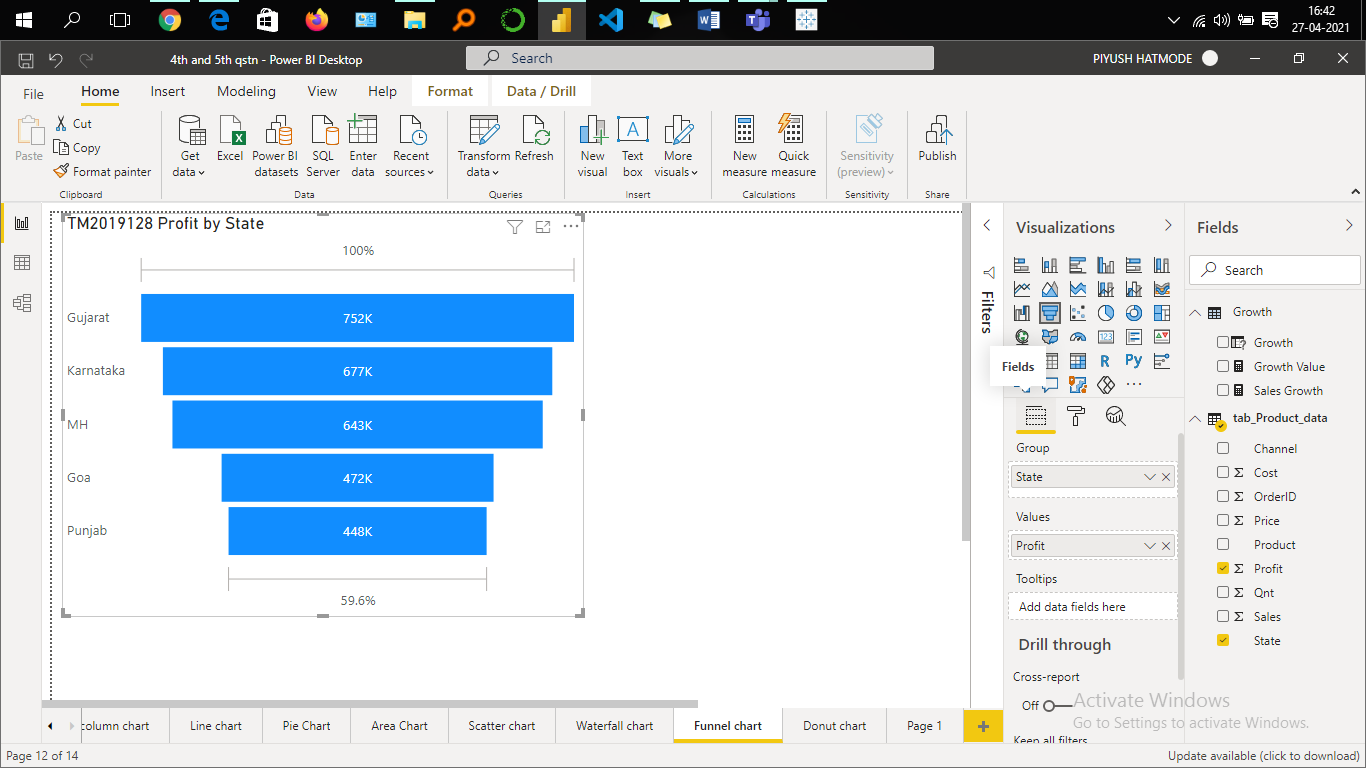 16:42
27-04-2021
4th and 5th qstn - Power BI Desktop
Search
PIYUSH HATMODE
File
Home
Insert
Modeling
View
Help
Format
Data / Drill
Paste
Cut
Copy
Format painter
Clipboard
Get data
Excel
Power BI datasets
SQL Server
Enter data
Recent sources
Data
Transform data
Refresh
Queries
New visual
Text box
More visuals
Insert
New measure
Quick measure
Calculations
Sensitivity (preview)
Sensitivity
Publish
Share
TM2019128 Profit by State
100%
Gujarat
752K
Karnataka
677K
MH
643K
Goa
472K
Punjab
448K
59.6%
Filters
Visualizations
R
Py
123
Fields
Group
State
Values
Profit
Tooltips
Add data fields here
Drill through
Cross-report
Off
Keep all filters
Fields
Search
Growth
Growth
Growth Value
Sales Growth
tab_Product_data
Channel
Cost
OrderID
Price
Product
Profit
Qnt
Sales
State
Activate Windows
Go to Settings to activate Windows.
column chart
Line chart
Pie Chart
Area Chart
Scatter chart
Waterfall chart
Funnel chart
Donut chart
Page 1
Page 12 of 14
Update available (click to download)